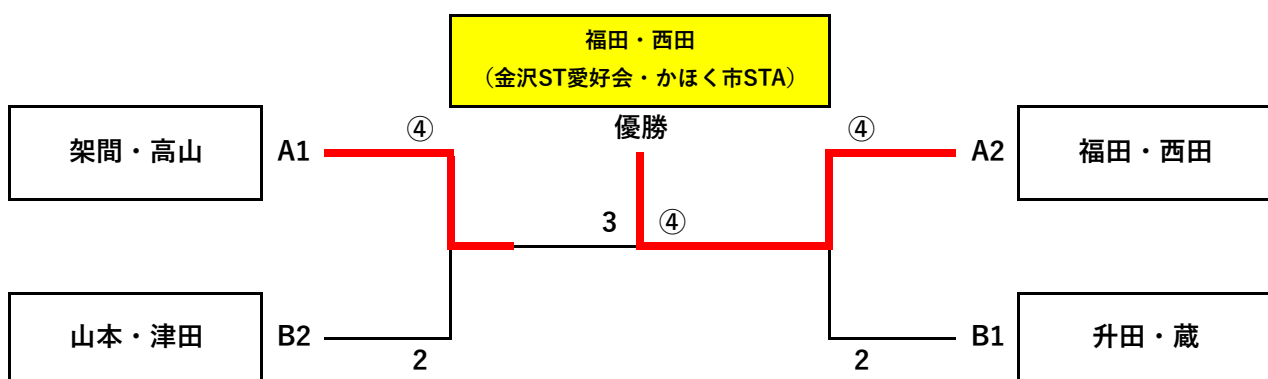 福田・西田
（金沢ST愛好会・かほく市STA）
優勝
架間・高山
A1
④
④
A2
福田・西田
3
④
山本・津田
B2
2
2
B1
升田・蔵